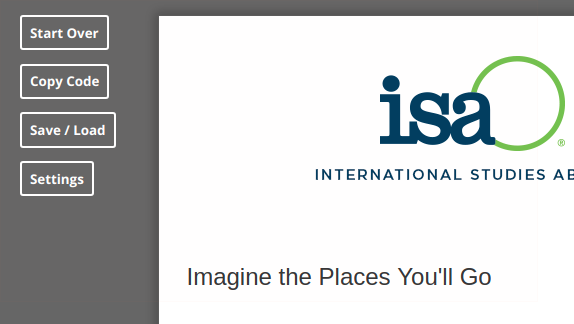 Start Over
Copy Code
Save / Load
Settings
isa
®
INTERNATIONAL STUDIES AB
Imagine the Places You'll Go